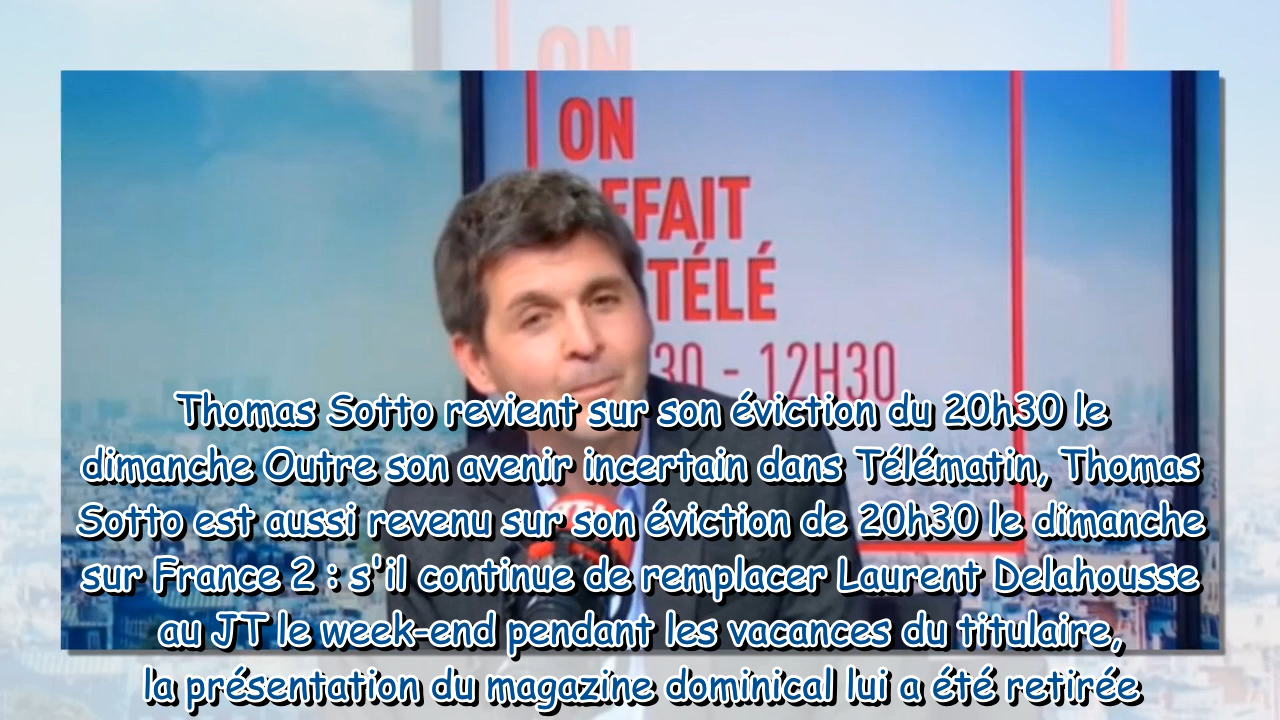 ON
ON
EFFAIT
TÉLÉ
30 - 12H30
Thomas Sotto revient sur son éviction du 20h30 le
dimanche Outre son avenir incertain dans Télématin, Thomas
Sotto est aussi revenu sur son éviction de 20h30 le dimanche
sur France 2 : s'il continue de remplacer Laurent Delahousse
au JT le week-end pendant les vacances du titulaire,
la présentation du magazine dominical lui a été retirée